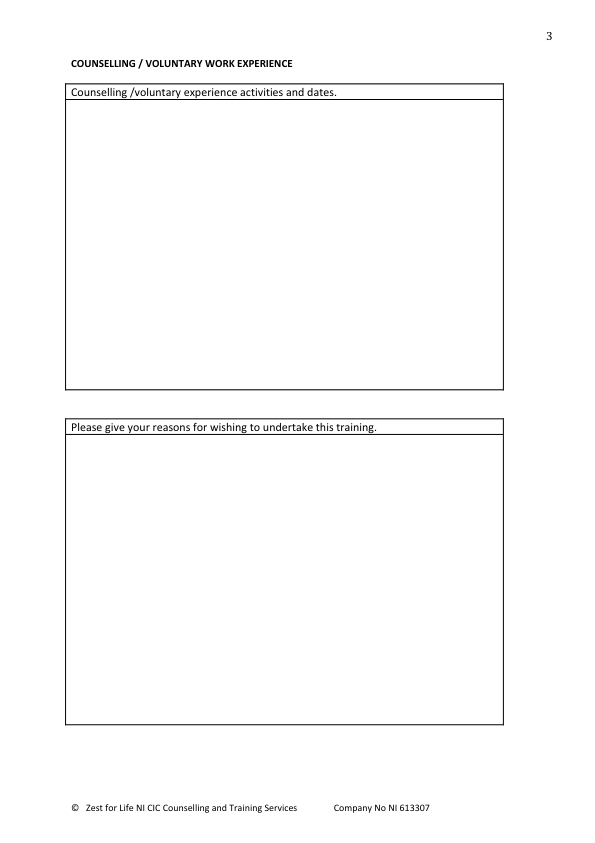 3
COUNSELLING / VOLUNTARY WORK EXPERIENCE
Counselling /voluntary experience activities and dates.
Please give your reasons for wishing to undertake this training.
© Zest for Life NI CIC Counselling and Training Services Company No NI 613307